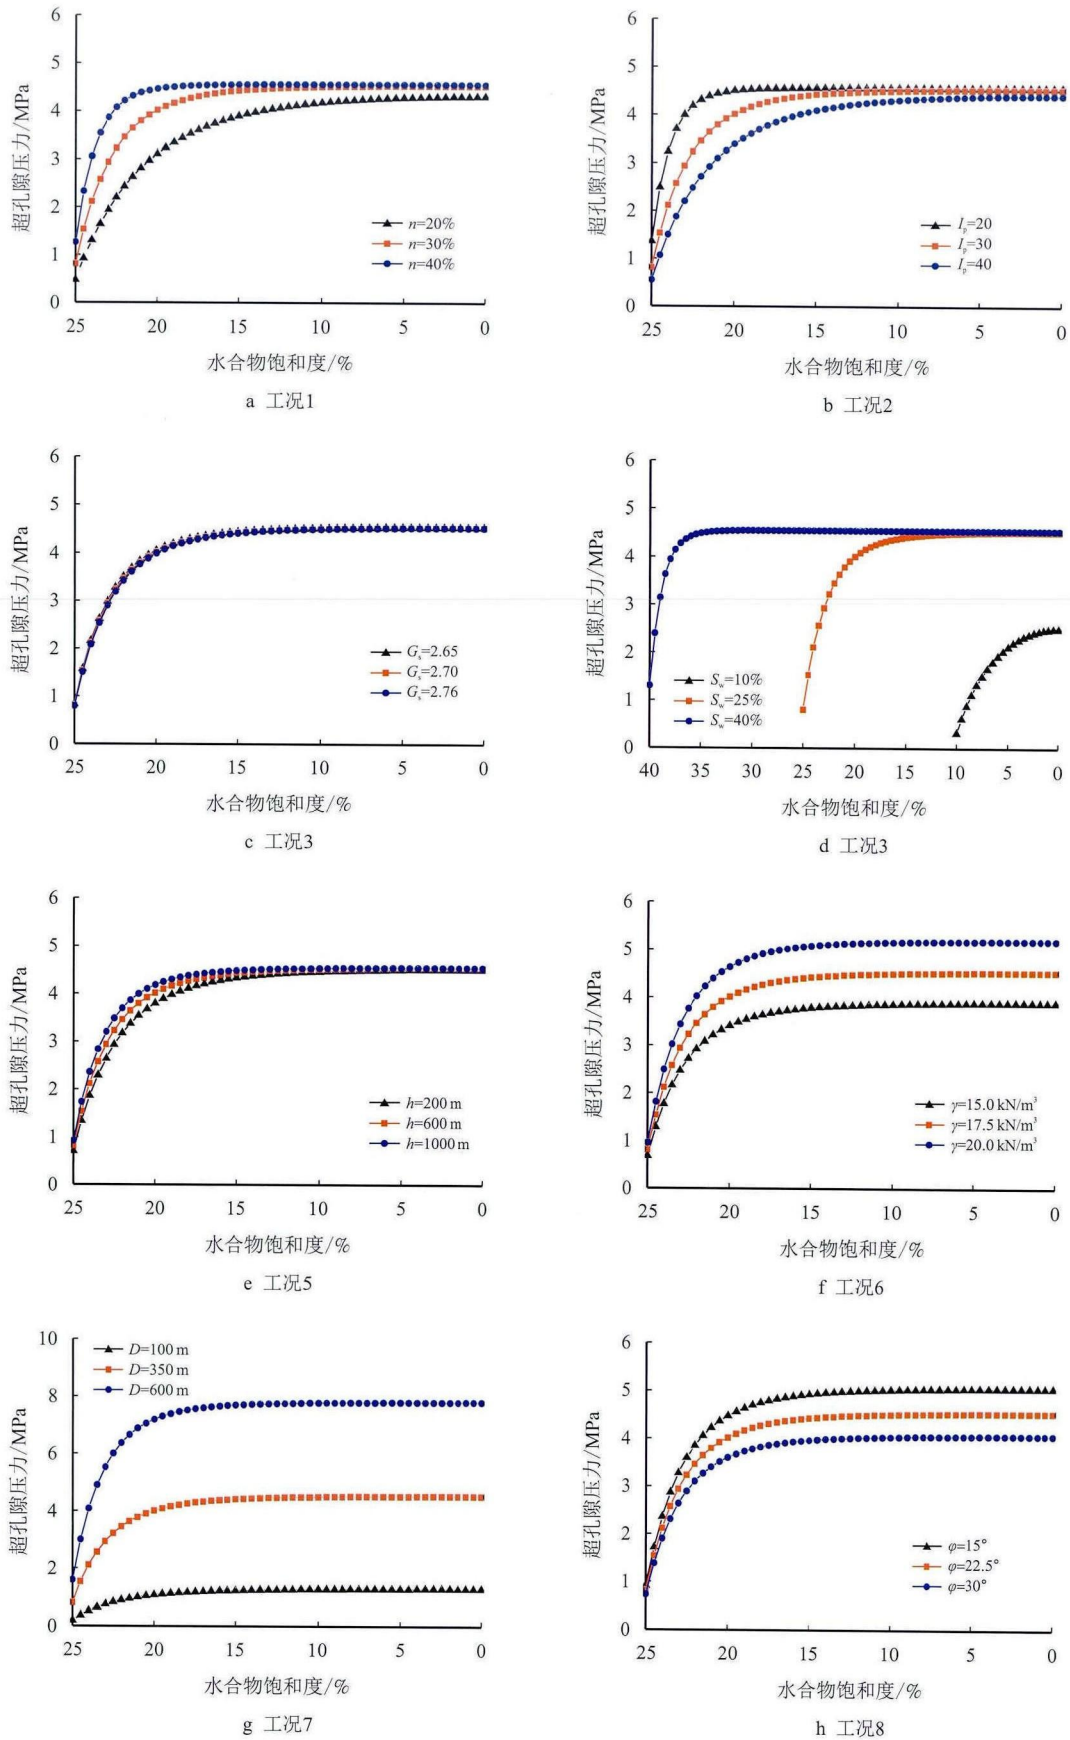 6
5
4
3
2
1
0
超孔隙压力/MPa
n=20%
n=30%
n=40%
25
20
15
10
5
0
水合物饱和度/%
a 工况1
6
5
4
3
2
1
0
超孔隙压力/MPa
Iₚ=20
Iₚ=30
Iₚ=40
25
20
15
10
5
0
水合物饱和度/%
b 工况2
6
5
4
3
2
1
0
超孔隙压力/MPa
Gₛ=2.65
Gₛ=2.70
Gₛ=2.76
25
20
15
10
5
0
水合物饱和度/%
c 工况3
6
5
4
3
2
1
0
超孔隙压力/MPa
S_w=10%
S_w=25%
S_w=40%
40
35
30
25
20
15
10
5
0
水合物饱和度/%
d 工况3
6
5
4
3
2
1
0
超孔隙压力/MPa
h=200 m
h=600 m
h=1000 m
25
20
15
10
5
0
水合物饱和度/%
e 工况5
6
5
4
3
2
1
0
超孔隙压力/MPa
γ=15.0 kN/m³
γ=17.5 kN/m³
γ=20.0 kN/m³
25
20
15
10
5
0
水合物饱和度/%
f 工况6
10
8
6
4
2
0
超孔隙压力/MPa
D=100 m
D=350 m
D=600 m
25
20
15
10
5
0
水合物饱和度/%
g 工况7
6
5
4
3
2
1
0
超孔隙压力/MPa
φ=15°
φ=22.5°
φ=30°
25
20
15
10
5
0
水合物饱和度/%
h 工况8